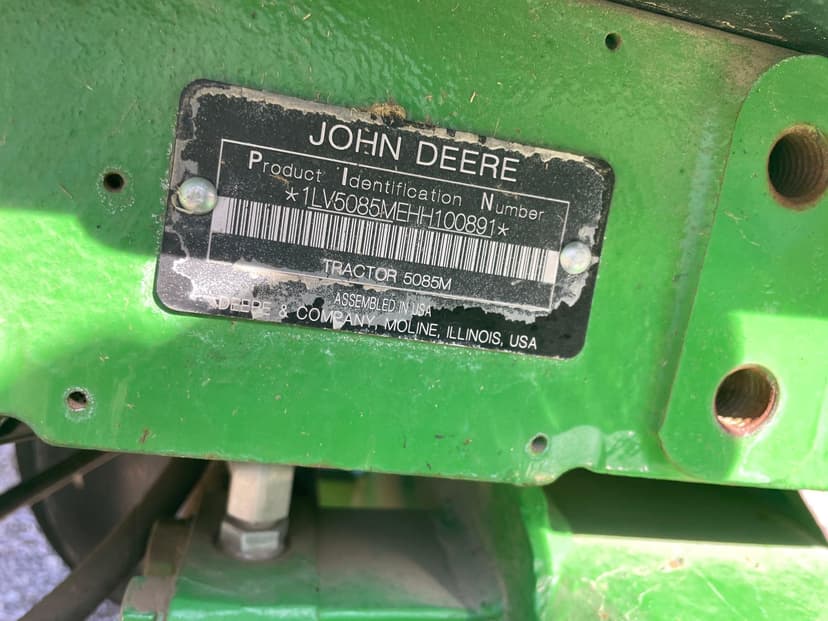 JOHN DEERE
Product Identification Number
*1LV5085MEHH100891*
TRACTOR 5085M
ASSEMBLED IN USA
DEERE & COMPANY, MOLINE, ILLINOIS, USA